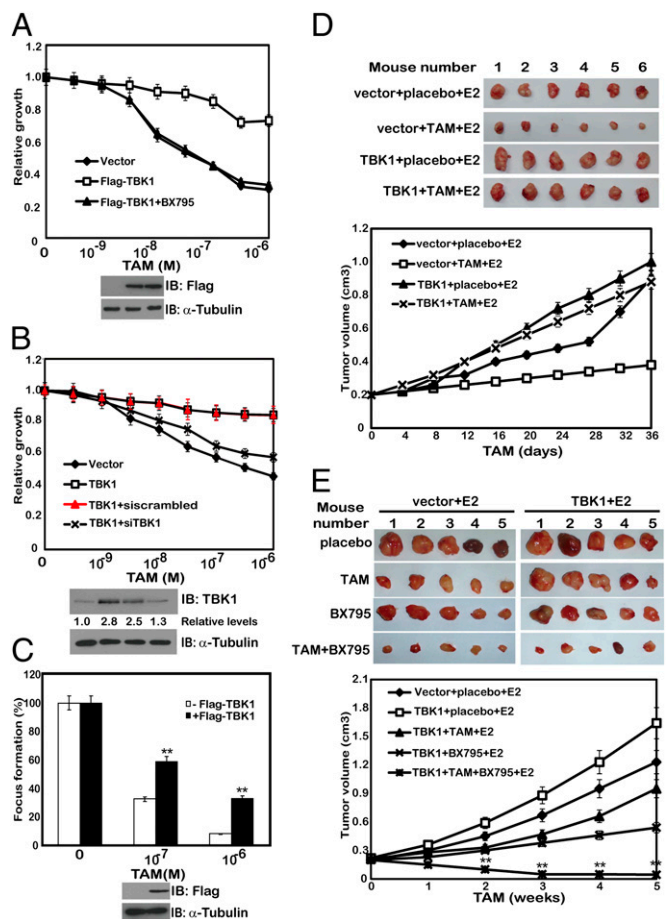 A
1.2
1.0
0.8
0.6
0.4
0.2
0
Relative growth
Vector
Flag-TBK1
Flag-TBK1+BX795
10-9 10-8 10-7 10-6
TAM (M)
IB: Flag
IB: α-Tubulin
B
1.2
1.0
0.8
0.6
0.4
0.2
0
Relative growth
Vector
TBK1
TBK1+siscrambled
TBK1+siTBK1
10-9 10-8 10-7 10-6
TAM (M)
IB: TBK1
1.0 2.8 2.5 1.3 Relative levels
IB: α-Tubulin
C
120
100
80
60
40
20
0
Focus formation (%)
- Flag-TBK1
+Flag-TBK1
**
**
0 10-7 10-6
TAM(M)
IB: Flag
IB: α-Tubulin
D
Mouse number 1 2 3 4 5 6
vector+placebo+E2
vector+TAM+E2
TBK1+placebo+E2
TBK1+TAM+E2
1.2
1.0
0.8
0.6
0.4
0.2
0
Tumor volume (cm3)
vector+placebo+E2
vector+TAM+E2
TBK1+placebo+E2
TBK1+TAM+E2
0 4 8 12 16 20 24 28 32 36
TAM (days)
E
vector+E2 TBK1+E2
Mouse
number 1 2 3 4 5 1 2 3 4 5
placebo
TAM
BX795
TAM+BX795
2.1
1.8
1.5
1.2
0.9
0.6
0.3
0
Tumor volume (cm3)
Vector+placebo+E2
TBK1+placebo+E2
TBK1+TAM+E2
TBK1+BX795+E2
TBK1+TAM+BX795+E2
** ** ** **
0 1 2 3 4 5
TAM (weeks)